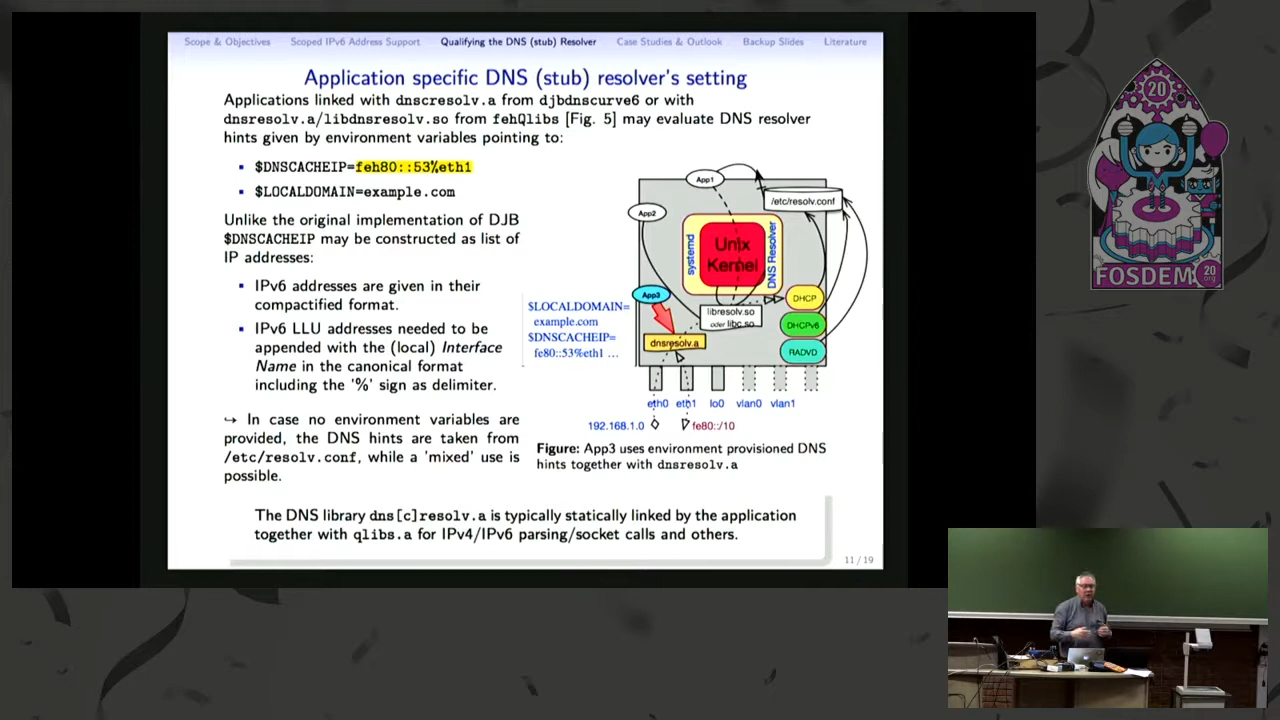 Scope & Objectives Scoped IPv6 Address Support Qualifying the DNS (stub) Resolver Case Studies & Outlook Backup Slides Literature
Application specific DNS (stub) resolver's setting
Applications linked with dnscresolv.a from djbdnscurve6 or with
dnsresolv.a/libdnsresolv.so from fehQlibs [Fig. 5] may evaluate DNS resolver
hints given by environment variables pointing to:
▪ $DNSCACHEIP=feh80::53%eth1
▪ $LOCALDOMAIN=example.com
Unlike the original implementation of DJB
$DNSCACHEIP may be constructed as list of
IP addresses:
▪ IPv6 addresses are given in their
compactified format.
▪ IPv6 LLU addresses needed to be
appended with the (local) Interface
Name in the canonical format
including the '%' sign as delimiter.
↪ In case no environment variables are
provided, the DNS hints are taken from
/etc/resolv.conf, while a 'mixed' use is
possible.
App1
/etc/resolv.conf
App2
systemd
Unix
Kernel
DNS Resolver
App3
DHCP
$LOCALDOMAIN=
example.com
$DNSCACHEIP=
fe80::53%eth1 ...
libresolv.so
oder libc.so
DHCPv6
dnsresolv.a
RADVD
eth0 eth1 lo0 vlan0 vlan1
192.168.1.0 fe80::/10
Figure: App3 uses environment provisioned DNS
hints together with dnsresolv.a
The DNS library dns[c]resolv.a is typically statically linked by the application
together with qlibs.a for IPv4/IPv6 parsing/socket calls and others.
11 / 19
20
FOSDEM
20
.org